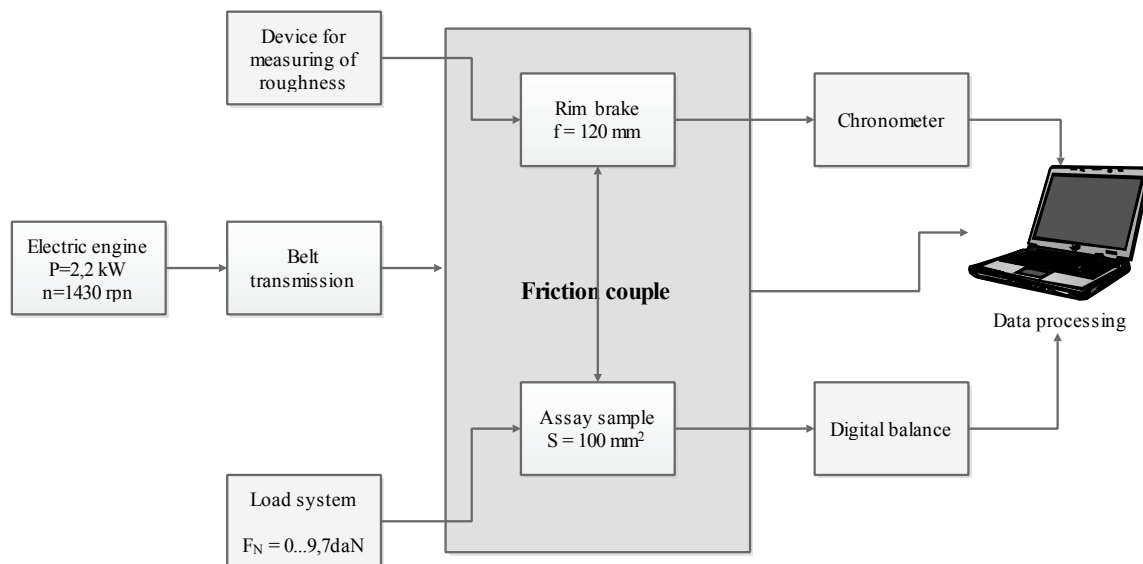 Device for
measuring of
roughness
Rim brake
f = 120 mm
Chronometer
Electric engine
P=2,2 kW
n=1430 rpn
Belt
transmission
Friction couple
Data processing
Assay sample
S = 100 mm²
Digital balance
Load system
F_N = 0...9,7daN